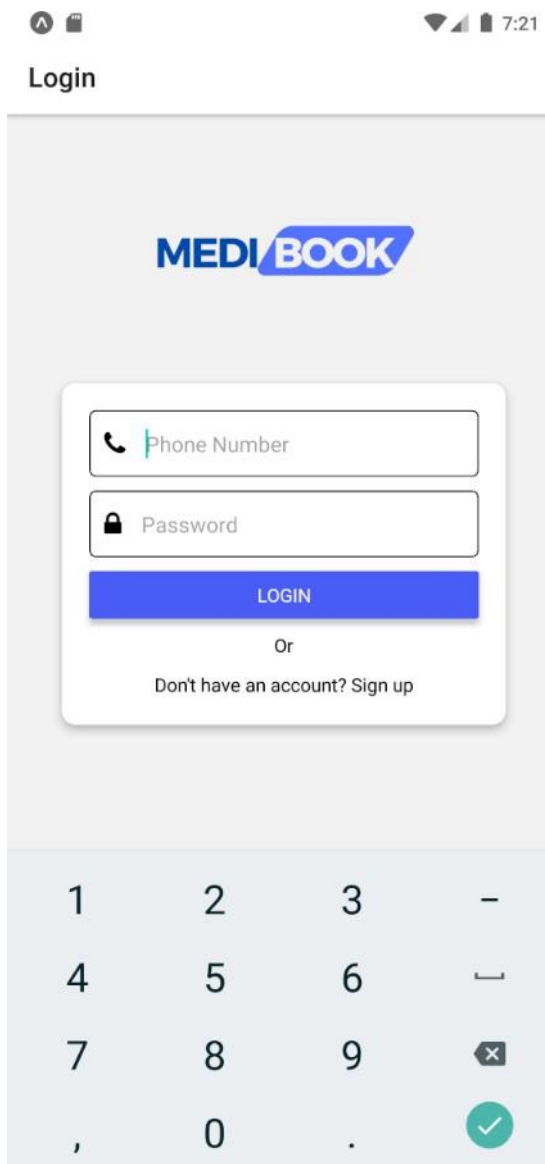 7:21
Login
MEDIBOOK
Phone Number
Password
LOGIN
Or
Don't have an account? Sign up
1 2 3 -
4 5 6
7 8 9
, 0 .